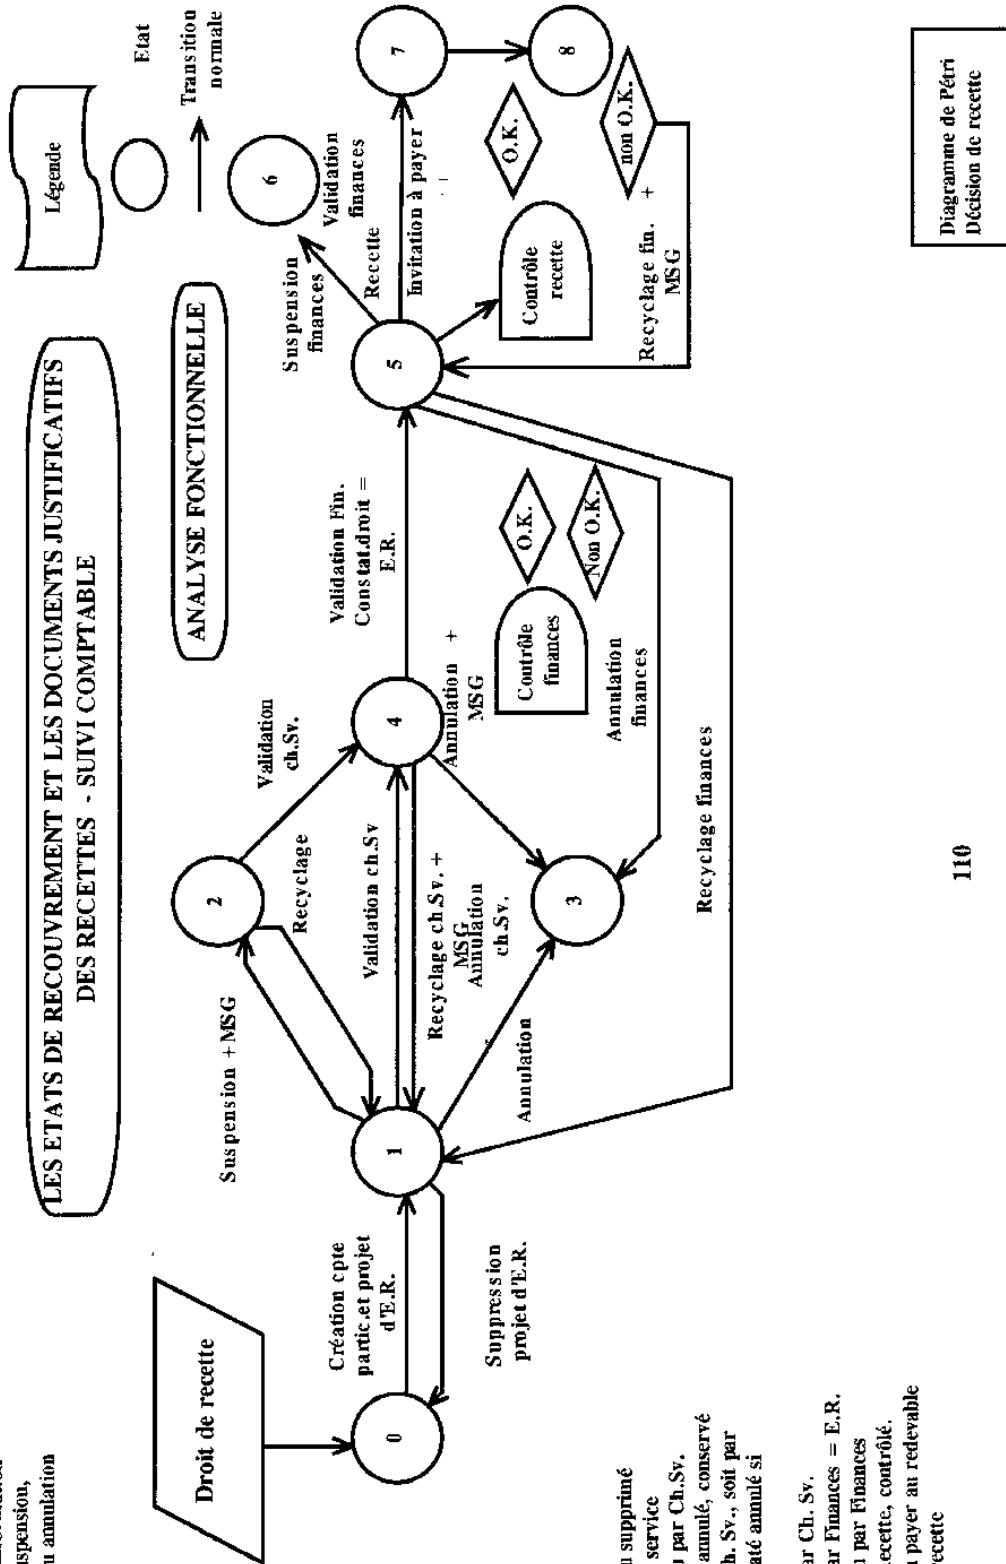 LES ETATS DE RECOUVREMENT ET LES DOCUMENTS JUSTIFICATIFS
DES RECETTES - SUIVI COMPTABLE
ANALYSE FONCTIONNELLE
Légende
Etat
Transition
normale
Droit de recette
0
Création cpte
partic.et projet
d'E.R.
Suppression
projet d'E.R.
1
Suspension +MSG
Recyclage
2
Validation
ch.Sv.
Validation ch.Sv
Recyclage ch.Sv. +
MSG
Annulation
ch.Sv.
Annulation
3
4
Annulation +
MSG
Validation Fin.
Constat.droit =
E.R.
Contrôle
finances
O.K.
Non O.K.
Annulation
finances
Recyclage finances
5
Suspension
finances
6
Validation
finances
Recette
Invitation à payer
7
Contrôle
recette
O.K.
non O.K.
8
Recyclage fin. +
MSG
Diagramme de Pétri
Décision de recette
spension,
u annulation
u supprimé
service
par Ch.Sv.
annulé, conservé
h. Sv., soit par
até annulé si
ar Ch. Sv.
ar Finances = E.R.
par Finances
ecette, contrôlé.
payer au redevable
ecette
110